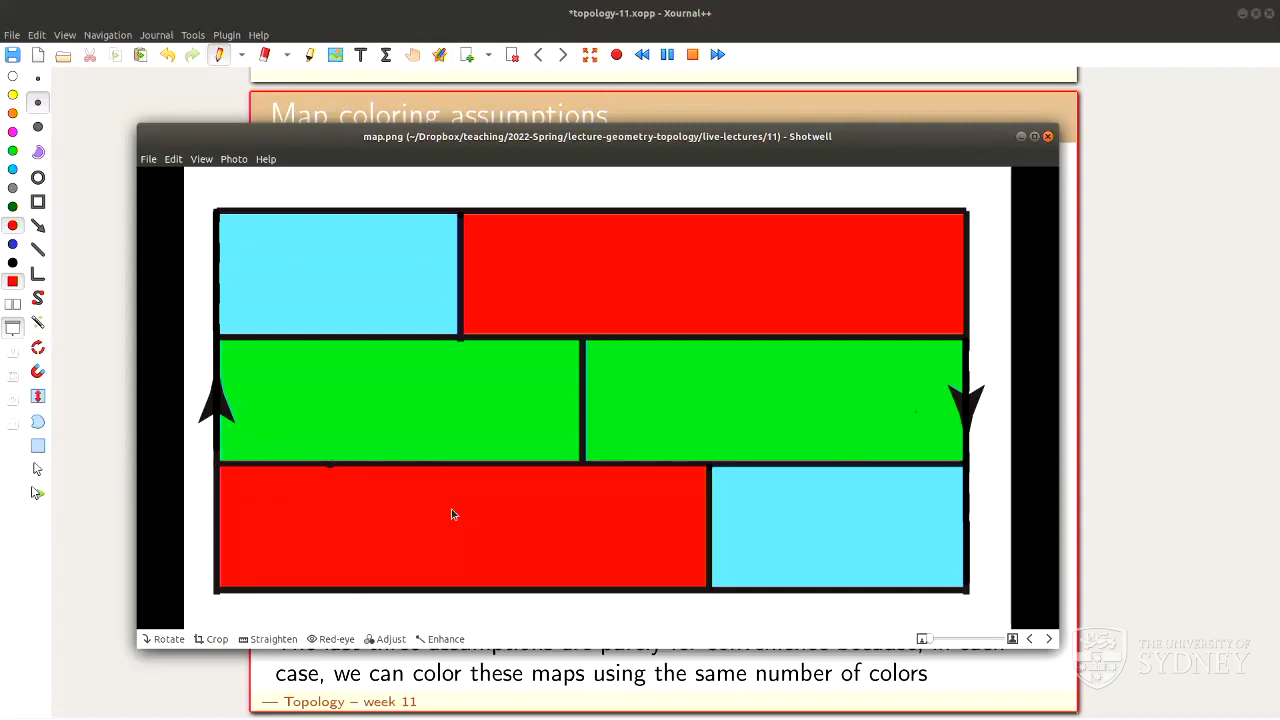 *topology-11.xopp - Xournal++
File Edit View Navigation Journal Tools Plugin Help
Map coloring assumptions
map.png (~/Dropbox/teaching/2022-Spring/lecture-geometry-topology/live-lectures/11) - Shotwell
File Edit View Photo Help
Rotate Crop Straighten Red-eye Adjust Enhance
THE UNIVERSITY OF
SYDNEY
case, we can color these maps using the same number of colors
— Topology – week 11